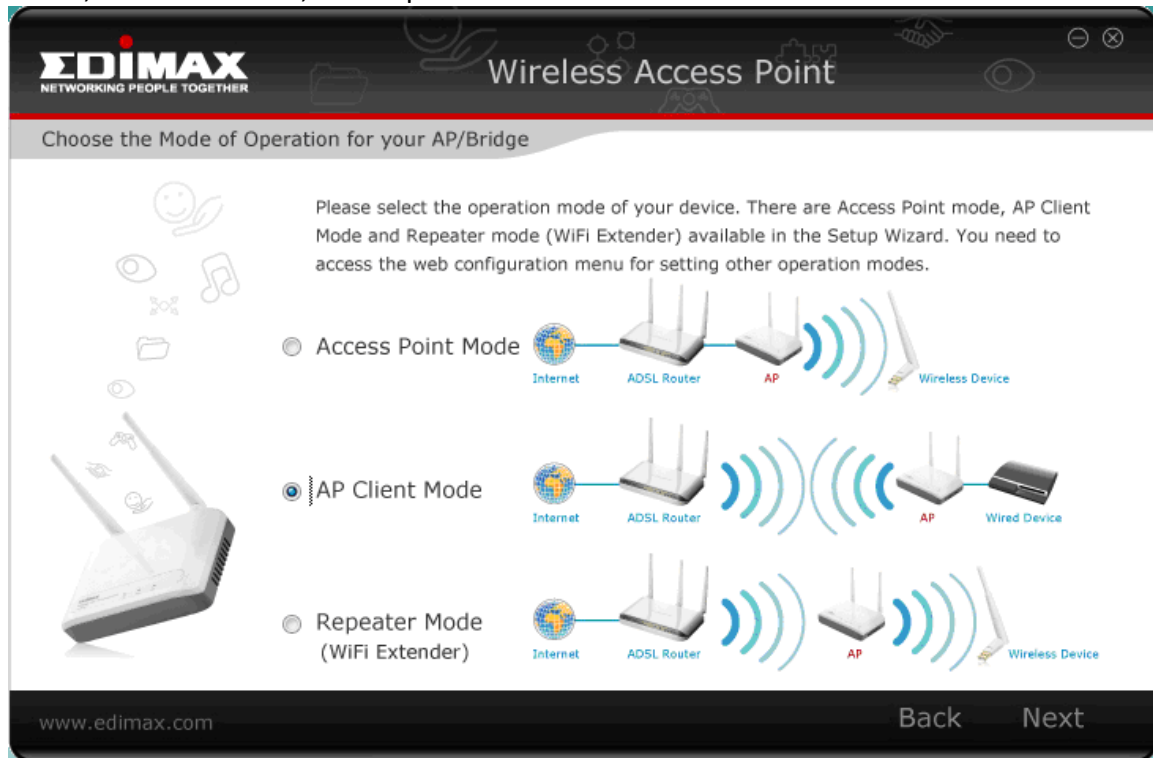 EDIMAX
NETWORKING PEOPLE TOGETHER
Wireless Access Point
Choose the Mode of Operation for your AP/Bridge
Please select the operation mode of your device. There are Access Point mode, AP Client
Mode and Repeater mode (WiFi Extender) available in the Setup Wizard. You need to
access the web configuration menu for setting other operation modes.
Access Point Mode
Internet ADSL Router AP Wireless Device
AP Client Mode
Internet ADSL Router AP Wired Device
Repeater Mode
(WiFi Extender)
Internet ADSL Router AP Wireless Device
www.edimax.com
Back Next